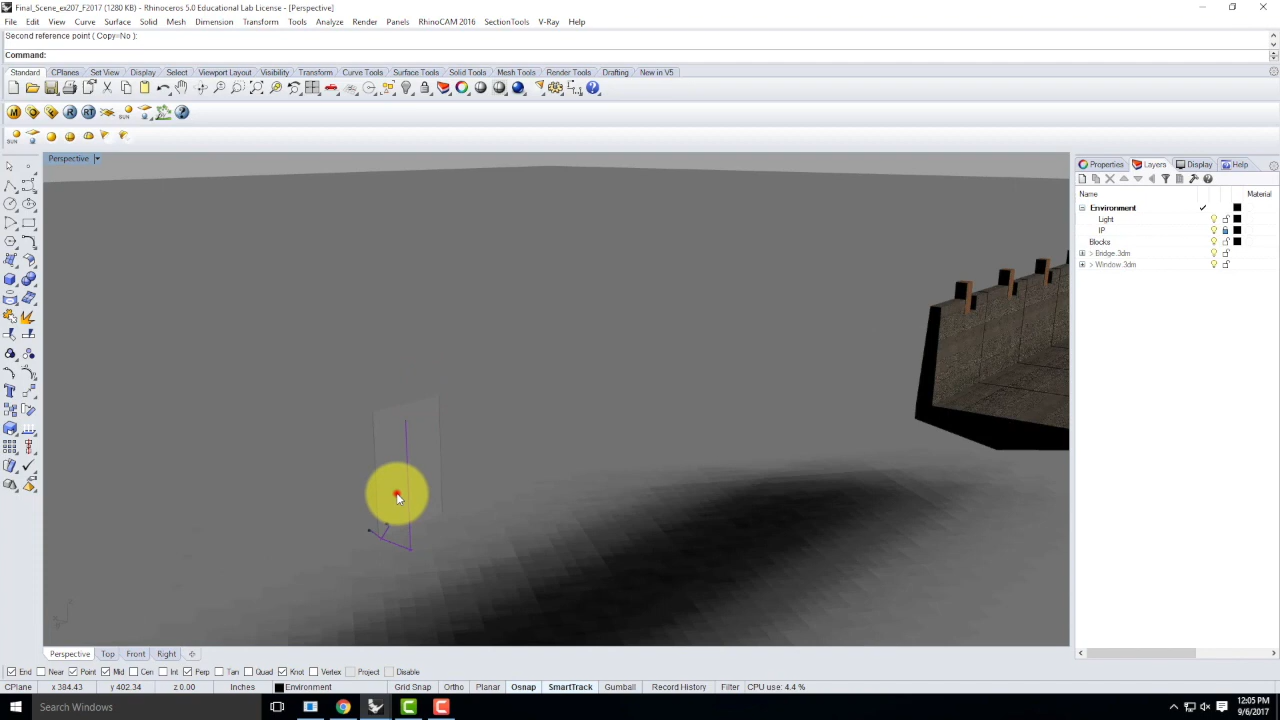 Final_Scene_ex207_F2017 (1280 KB) - Rhinoceros 5.0 Educational Lab License - [Perspective]
File Edit View Curve Surface Solid Mesh Dimension Transform Tools Analyze Render Panels RhinoCAM 2016 SectionTools V-Ray Help
Second reference point ( Copy=No ):
Command:
Standard CPlanes Set View Display Select Viewport Layout Visibility Transform Curve Tools Surface Tools Solid Tools Mesh Tools Render Tools Drafting New in V5
M R RT SUN
SUN
Perspective
Properties Layers Display Help
Name Material
Environment
Light
IP
Blocks
> Bridge.3dm
> Window.3dm
Perspective Top Front Right
End Near Point Mid Cen Int Perp Tan Quad Knot Vertex Project Disable
CPlane x 384.43 y 402.34 z 0.00 Inches Environment Grid Snap Ortho Planar Osnap SmartTrack Gumball Record History Filter CPU use: 4.4 %
Search Windows
12:05 PM
9/6/2017